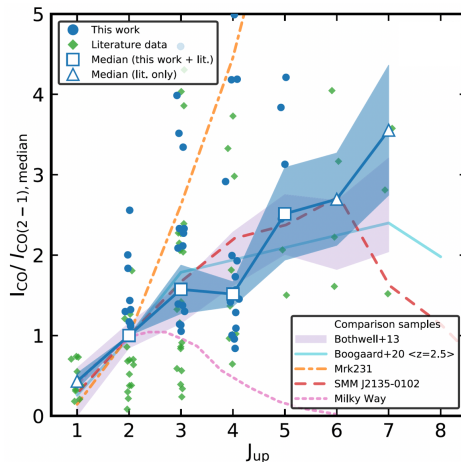 5
4
3
2
1
0
I_CO/ I_CO(2−1), median
This work
Literature data
Median (this work + lit.)
Median (lit. only)
Comparison samples
Bothwell+13
Boogaard+20 <z=2.5>
Mrk231
SMM J2135-0102
Milky Way
1 2 3 4 5 6 7 8
J_up